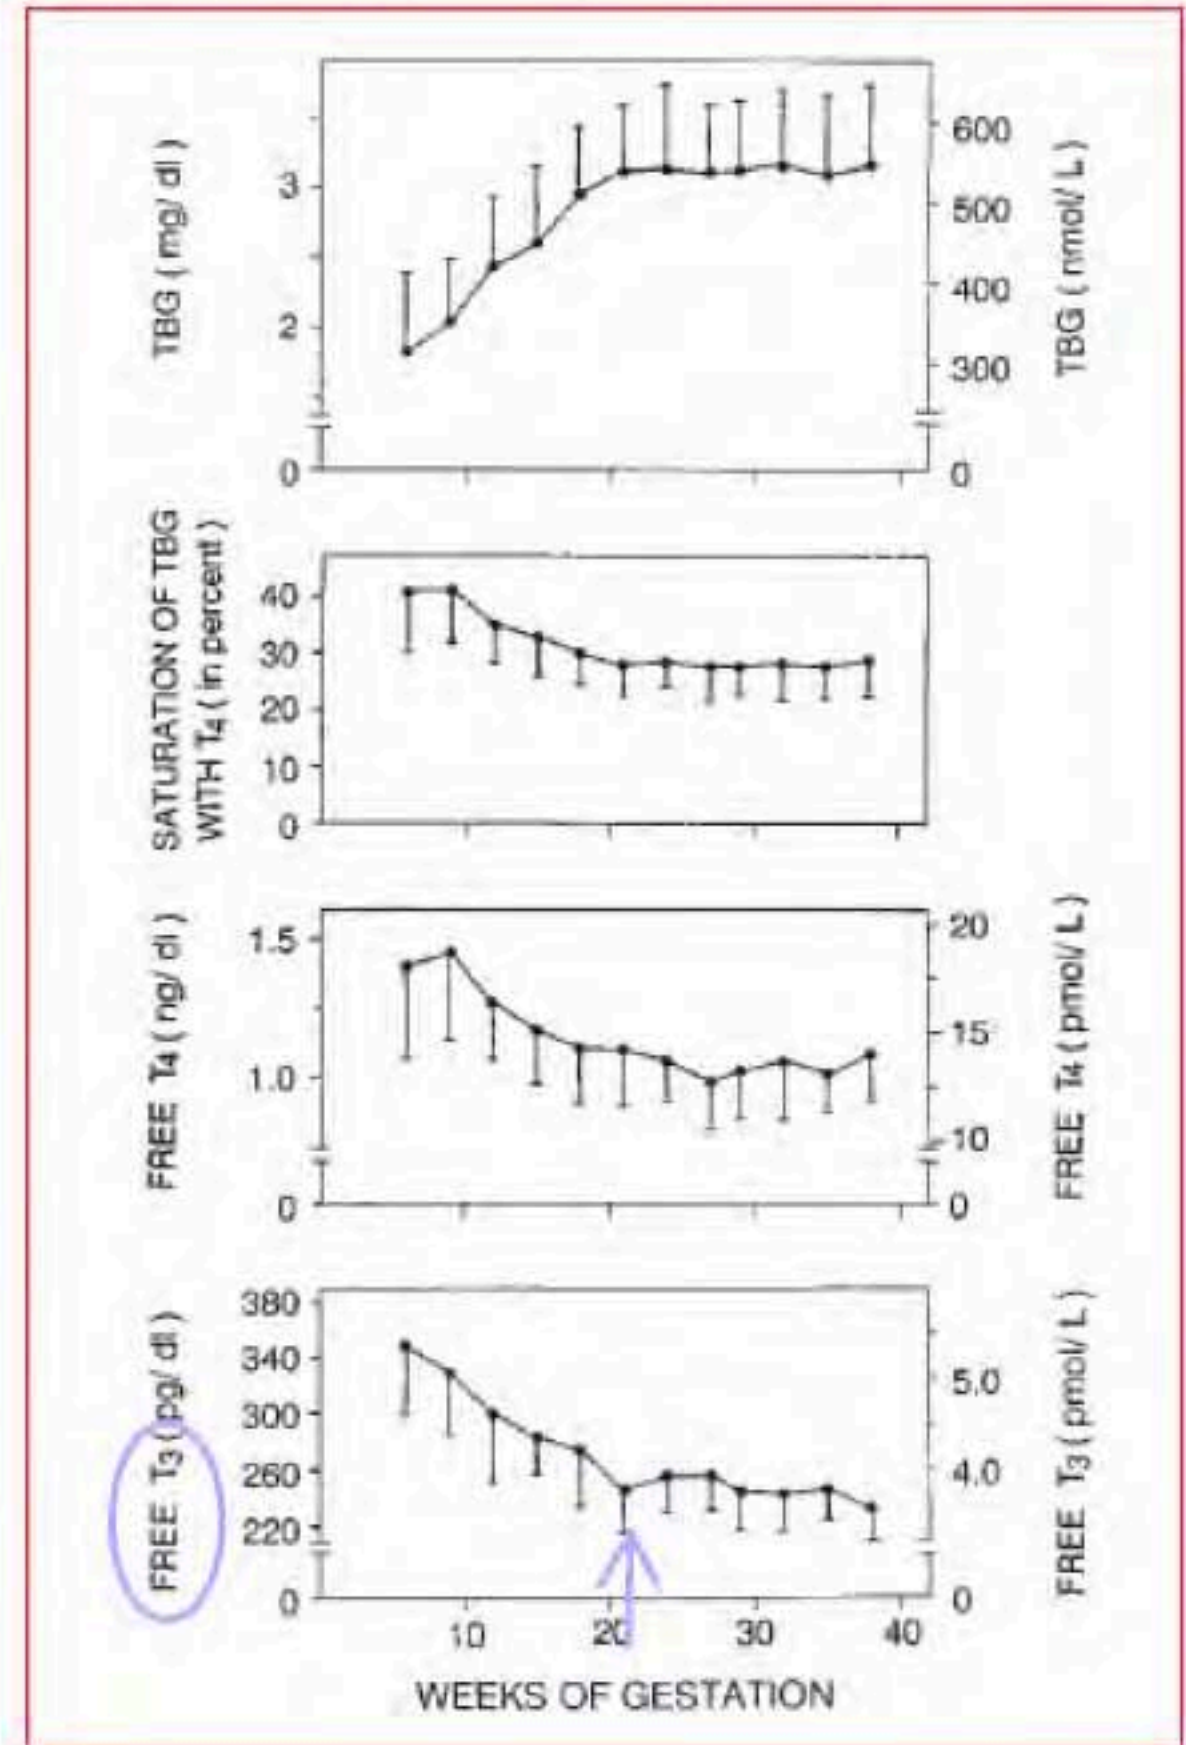 TBG ( mg/ dl )
3
2
0
600
500
400
300
0
TBG ( nmol/ L )
SATURATION OF TBG
WITH T4 ( in percent )
40
30
20
10
0
FREE T4 ( ng/ dl )
1.5
1.0
0
20
15
10
0
FREE T4 ( pmol/ L )
FREE T3 ( pg/ dl )
380
340
300
260
220
0
5.0
4.0
0
FREE T3 ( pmol/ L )
10 20 30 40
WEEKS OF GESTATION